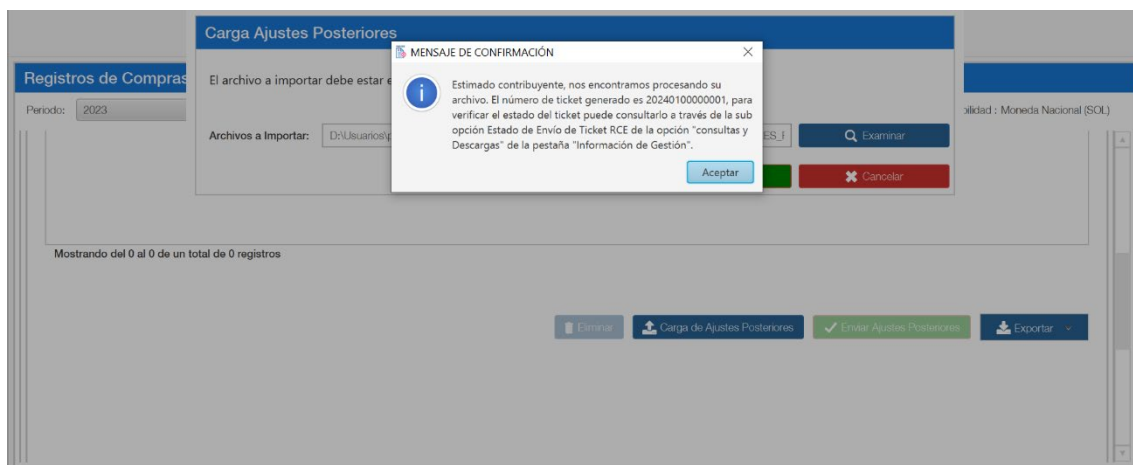 Carga Ajustes Posteriores
MENSAJE DE CONFIRMACIÓN
Estimado contribuyente, nos encontramos procesando su
archivo. El número de ticket generado es 20240100000001, para
verificar el estado del ticket puede consultarlo a través de la sub
opción Estado de Envío de Ticket RCE de la opción "consultas y
Descargas" de la pestaña "Información de Gestión".
Aceptar
Registros de Compras
El archivo a importar debe estar e
Periodo: 2023
: Moneda Nacional (SOL)
Archivos a Importar: D:\Usuarios\p
Examinar
Cancelar
Mostrando del 0 al 0 de un total de 0 registros
Eliminar Carga de Ajustes Posteriores Enviar Ajustes Posteriores Exportar